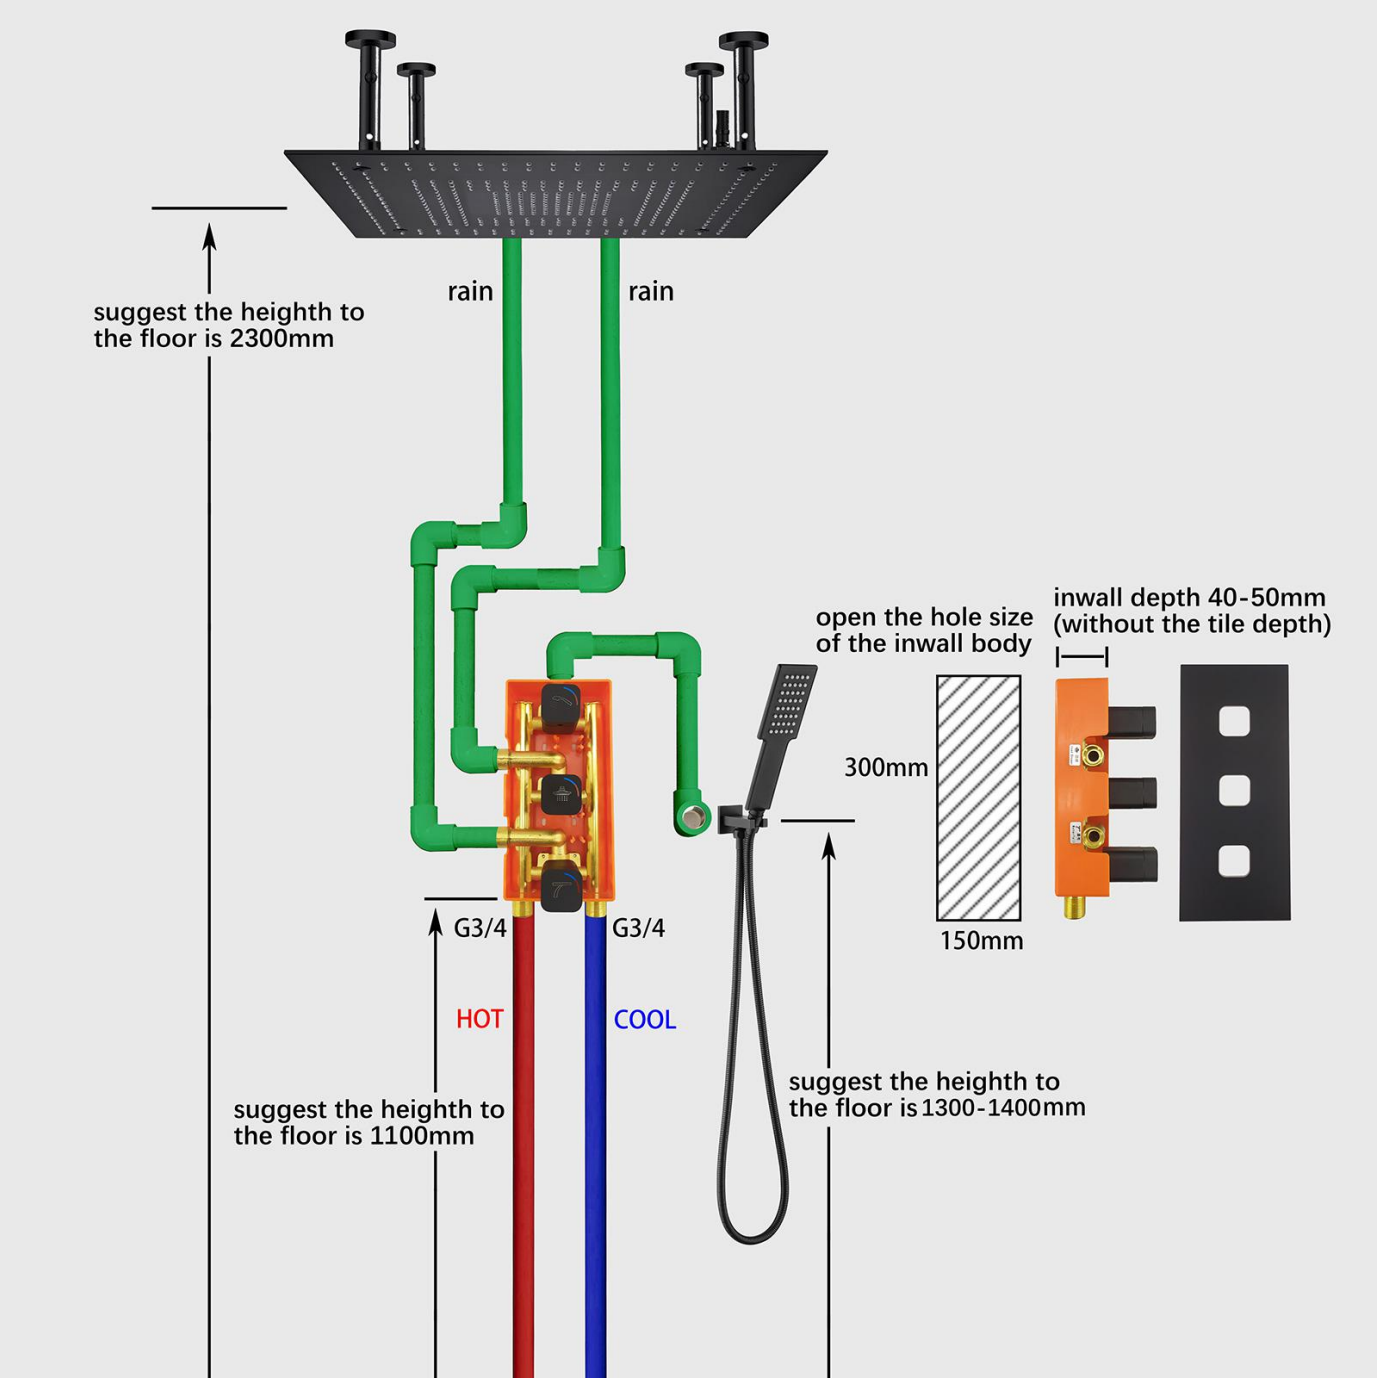 rain
rain
suggest the heighth to
the floor is 2300mm
open the hole size
of the inwall body
inwall depth 40-50mm
(without the tile depth)
300mm
150mm
G3/4
G3/4
HOT
COOL
suggest the heighth to
the floor is 1300-1400mm
suggest the heighth to
the floor is 1100mm